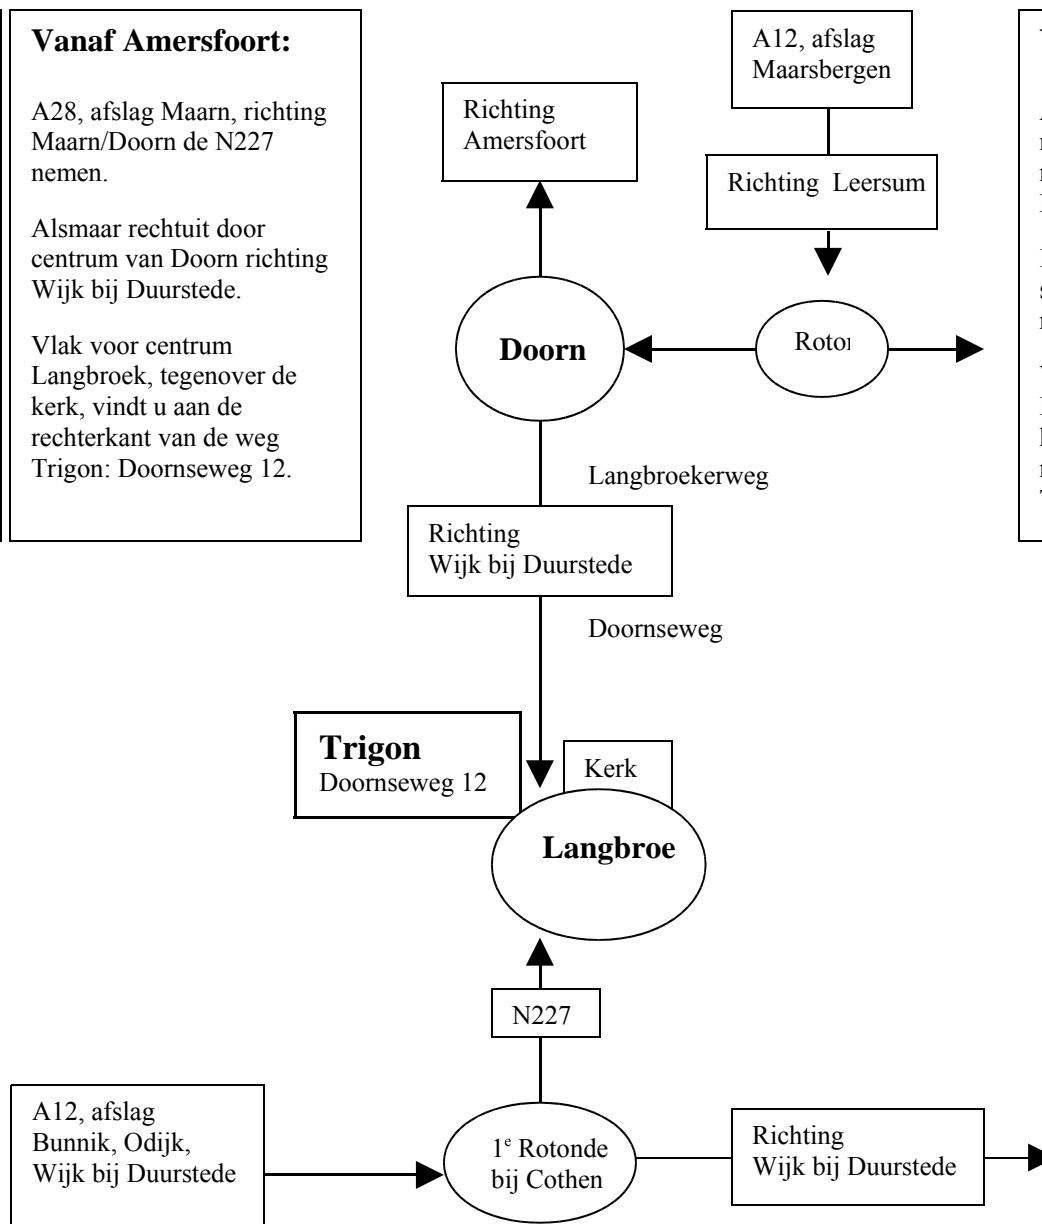 Vanaf Amersfoort:
A28, afslag Maarn, richting
Maarn/Doorn de N227
nemen.
Alsmaar rechtuit door
centrum van Doorn richting
Wijk bij Duurstede.
Vlak voor centrum
Langbroek, tegenover de
kerk, vindt u aan de
rechterkant van de weg
Trigon: Doornseweg 12.
A12, afslag
Maarsbergen
Richting
Amersfoort
Richting Leersum
Doorn
Langbroekerweg
Richting
Wijk bij Duurstede
Doornseweg
Trigon
Doornseweg 12
Kerk
Langbroe
N227
A12, afslag
Bunnik, Odijk,
Wijk bij Duurstede
1e Rotonde
bij Cothen
Richting
Wijk bij Duurstede